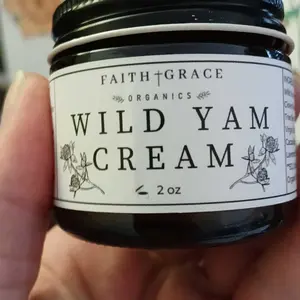 FAITH†GRACE
ORGANICS
WILD YAM
CREAM
2 oz